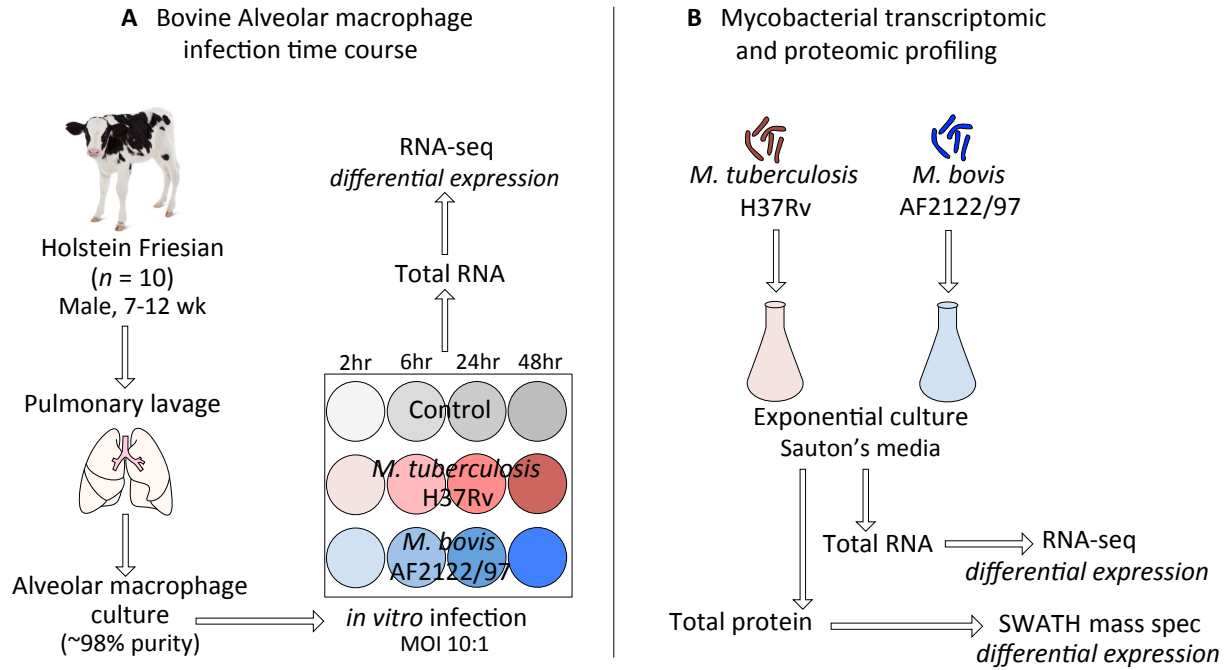 A Bovine Alveolar macrophage
infection time course
Holstein Friesian
(n = 10)
Male, 7-12 wk
Pulmonary lavage
Alveolar macrophage
culture
(~98% purity)
RNA-seq
differential expression
Total RNA
2hr 6hr 24hr 48hr
Control
M. tuberculosis
H37Rv
M. bovis
AF2122/97
in vitro infection
MOI 10:1
B Mycobacterial transcriptomic
and proteomic profiling
M. tuberculosis
H37Rv
M. bovis
AF2122/97
Exponential culture
Sauton’s media
Total RNA
RNA-seq
differential expression
Total protein
SWATH mass spec
differential expression